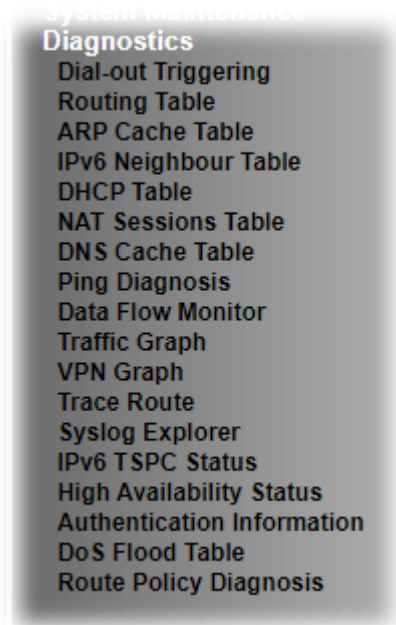 System Maintenance
Diagnostics
Dial-out Triggering
Routing Table
ARP Cache Table
IPv6 Neighbour Table
DHCP Table
NAT Sessions Table
DNS Cache Table
Ping Diagnosis
Data Flow Monitor
Traffic Graph
VPN Graph
Trace Route
Syslog Explorer
IPv6 TSPC Status
High Availability Status
Authentication Information
DoS Flood Table
Route Policy Diagnosis